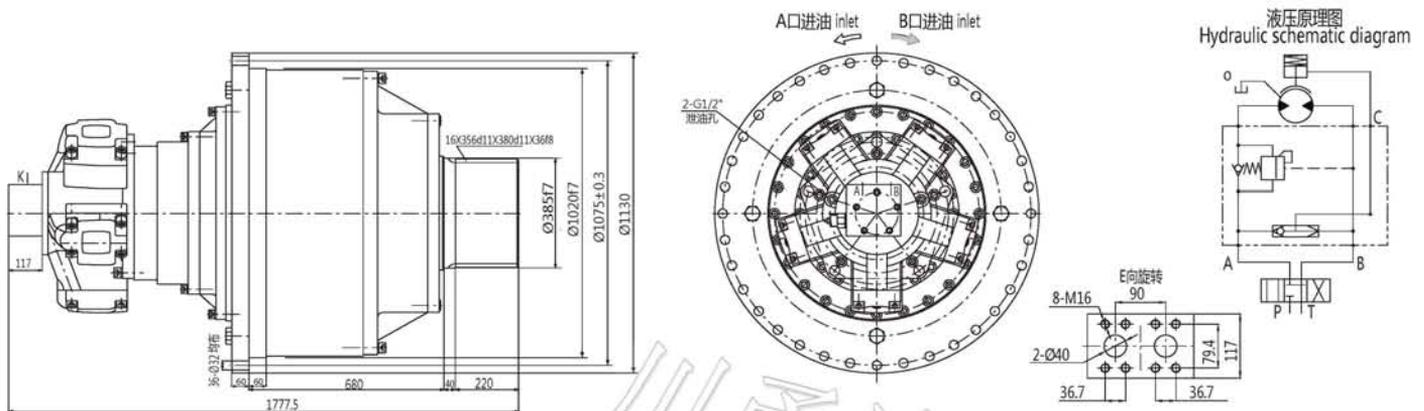 K
117
16X356d11X380d11X36f8
Ø385f7
Ø1020f7
Ø1075±0.3
Ø1130
36-Ø32 均布
60
60
680
40
220
1777.5
A口进油 inlet
B口进油 inlet
2-G1/2"
泄油孔
A
B
液压原理图
Hydraulic schematic diagram
o
C
A
B
P
T
E向旋转
8-M16
90
2-Ø40
79.4
117
36.7
36.7